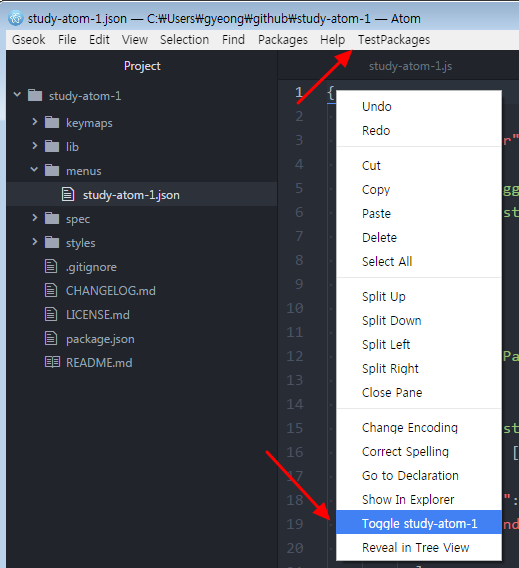 study-atom-1.json — C:₩Users₩gyeong₩github₩study-atom-1 — Atom
Gseok File Edit View Selection Find Packages Help TestPackages
Project
study-atom-1
keymaps
lib
menus
study-atom-1.json
spec
styles
.gitignore
CHANGELOG.md
LICENSE.md
package.json
README.md
study-atom-1.js
1 {
2
3 r"
4
5 gg
6 st
7
8
9
10
11
12 Pa
13
14
15 st
16 [
17
18 ":
19 nd
20
Undo
Redo
Cut
Copy
Paste
Delete
Select All
Split Up
Split Down
Split Left
Split Right
Close Pane
Change Encoding
Correct Spelling
Go to Declaration
Show In Explorer
Toggle study-atom-1
Reveal in Tree View